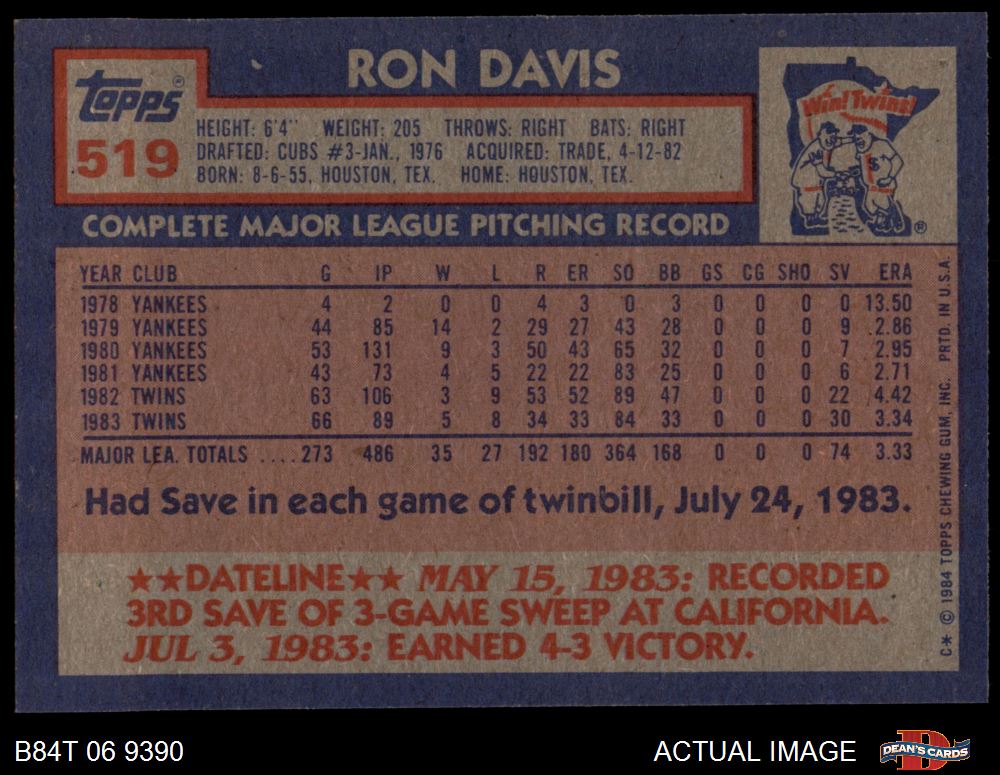 RON DAVIS
Topps®
519
HEIGHT: 6'4" WEIGHT: 205 THROWS: RIGHT BATS: RIGHT
DRAFTED: CUBS #3-JAN., 1976 ACQUIRED: TRADE, 4-12-82
BORN: 8-6-55, HOUSTON, TEX. HOME: HOUSTON, TEX.
Win! Twins!
®
COMPLETE MAJOR LEAGUE PITCHING RECORD
YEAR CLUB G IP W L R ER SO BB GS CG SHO SV ERA
1978 YANKEES 4 2 0 0 4 3 0 3 0 0 0 0 13.50
1979 YANKEES 44 85 14 2 29 27 43 28 0 0 0 9 2.86
1980 YANKEES 53 131 9 3 50 43 65 32 0 0 0 7 2.95
1981 YANKEES 43 73 4 5 22 22 83 25 0 0 0 6 2.71
1982 TWINS 63 106 3 9 53 52 89 47 0 0 0 22 4.42
1983 TWINS 66 89 5 8 34 33 84 33 0 0 0 30 3.34
MAJOR LEA. TOTALS ....273 486 35 27 192 180 364 168 0 0 0 74 3.33
Had Save in each game of twinbill, July 24, 1983.
★★DATELINE★★ MAY 15, 1983: RECORDED
3RD SAVE OF 3-GAME SWEEP AT CALIFORNIA.
JUL 3, 1983: EARNED 4-3 VICTORY.
C* © 1984 TOPPS CHEWING GUM, INC. PRTD. IN U.S.A.
B84T 06 9390
ACTUAL IMAGE
D
DEAN'S CARDS